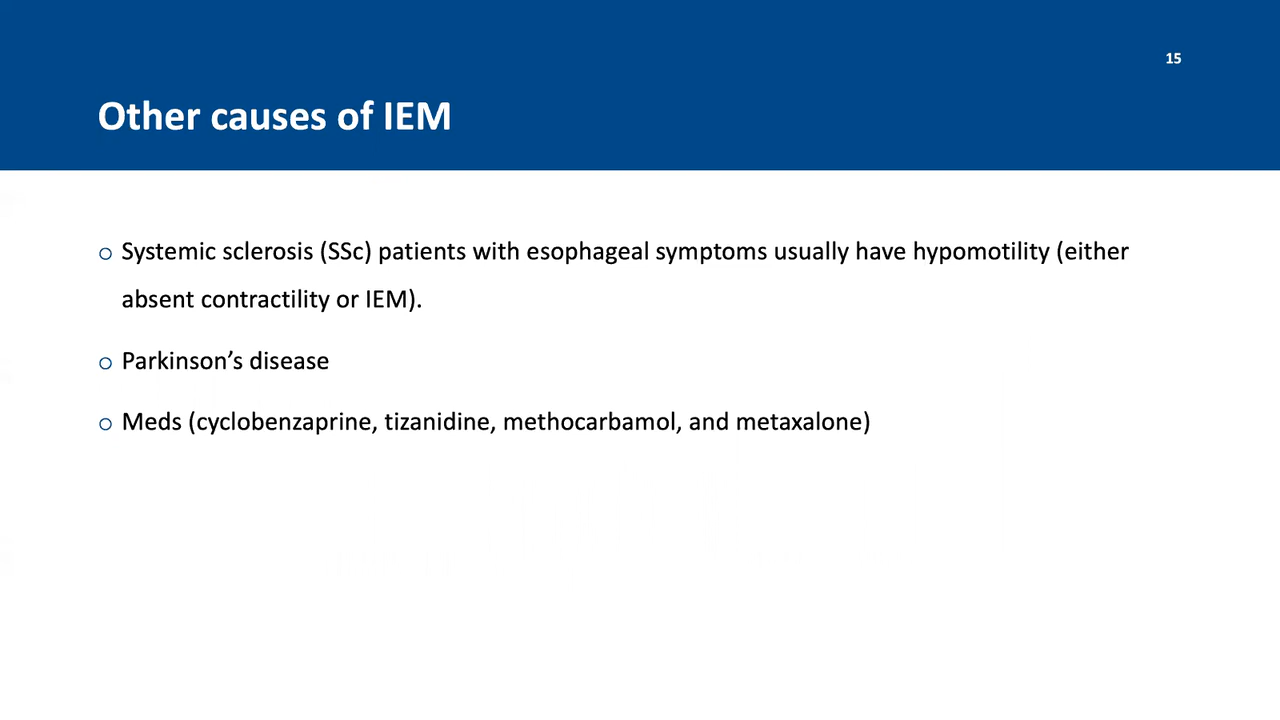 15
Other causes of IEM
o Systemic sclerosis (SSc) patients with esophageal symptoms usually have hypomotility (either
absent contractility or IEM).
o Parkinson’s disease
o Meds (cyclobenzaprine, tizanidine, methocarbamol, and metaxalone)